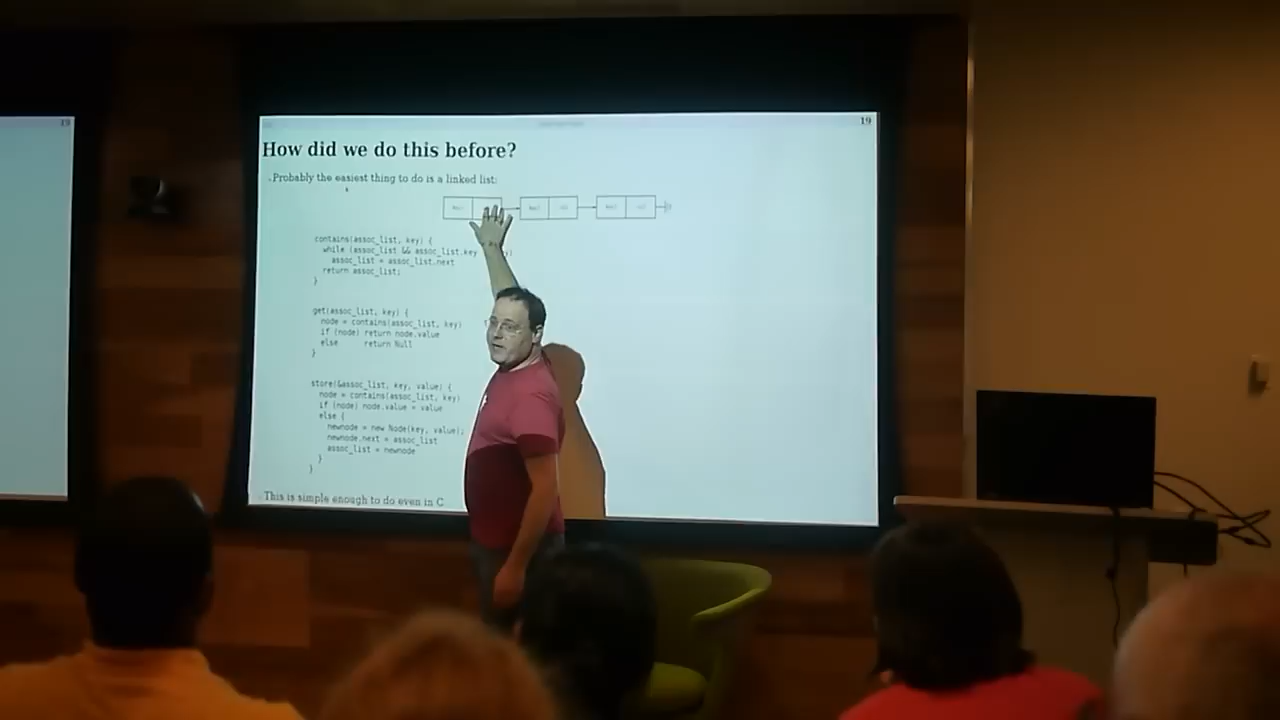 19
19
How did we do this before?
Probably the easiest thing to do is a linked list:
contains(assoc_list, key) {
while (assoc_list && assoc_list.key
assoc_list = assoc_list.next
return assoc_list;
}
get(assoc_list, key) {
node = contains(assoc_list, key)
if (node) return node.value
else return Null
}
store(&assoc_list, key, value) {
node = contains(assoc_list, key)
if (node) node.value = value
else {
newnode = new Node(key, value);
newnode.next = assoc_list
assoc_list = newnode
}
}
This is simple enough to do even in C